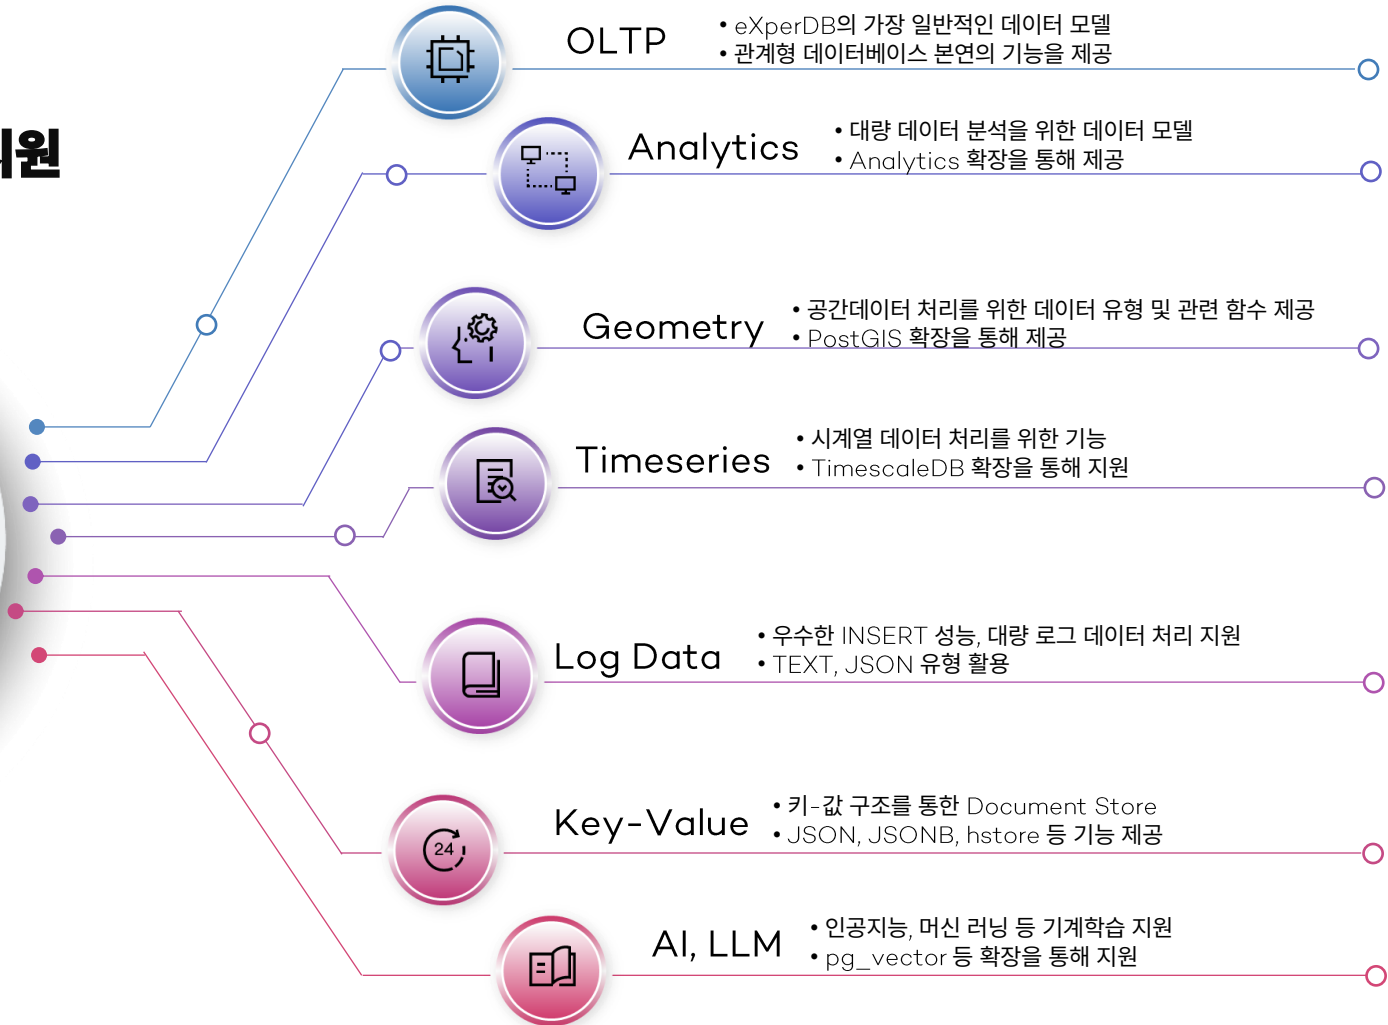 원
OLTP
• eXperDB의 가장 일반적인 데이터 모델
• 관계형 데이터베이스 본연의 기능을 제공
Analytics
• 대량 데이터 분석을 위한 데이터 모델
• Analytics 확장을 통해 제공
Geometry
• 공간데이터 처리를 위한 데이터 유형 및 관련 함수 제공
• PostGIS 확장을 통해 제공
Timeseries
• 시계열 데이터 처리를 위한 기능
• TimescaleDB 확장을 통해 지원
Log Data
• 우수한 INSERT 성능, 대량 로그 데이터 처리 지원
• TEXT, JSON 유형 활용
24
Key-Value
• 키-값 구조를 통한 Document Store
• JSON, JSONB, hstore 등 기능 제공
AI, LLM
• 인공지능, 머신 러닝 등 기계학습 지원
• pg_vector 등 확장을 통해 지원